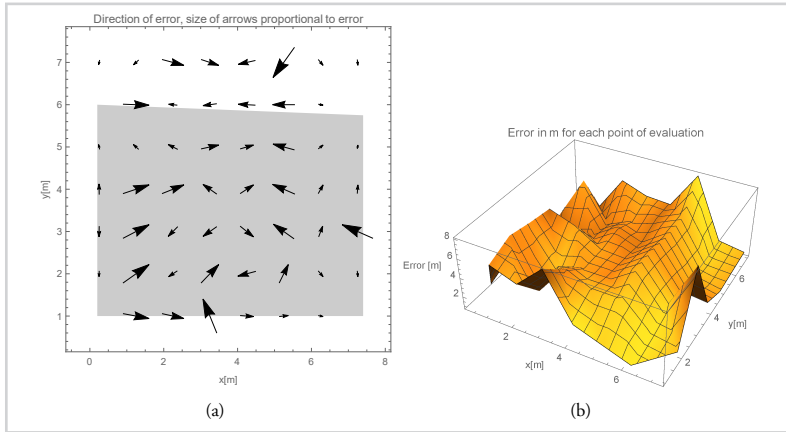 Direction of error, size of arrows proportional to error
7
6
5
4
3
2
1
y[m]
0
2
4
6
8
x[m]
(a)
Error in m for each point of evaluation
8
6
4
2
Error [m]
2
4
6
x[m]
2
4
6
y[m]
(b)